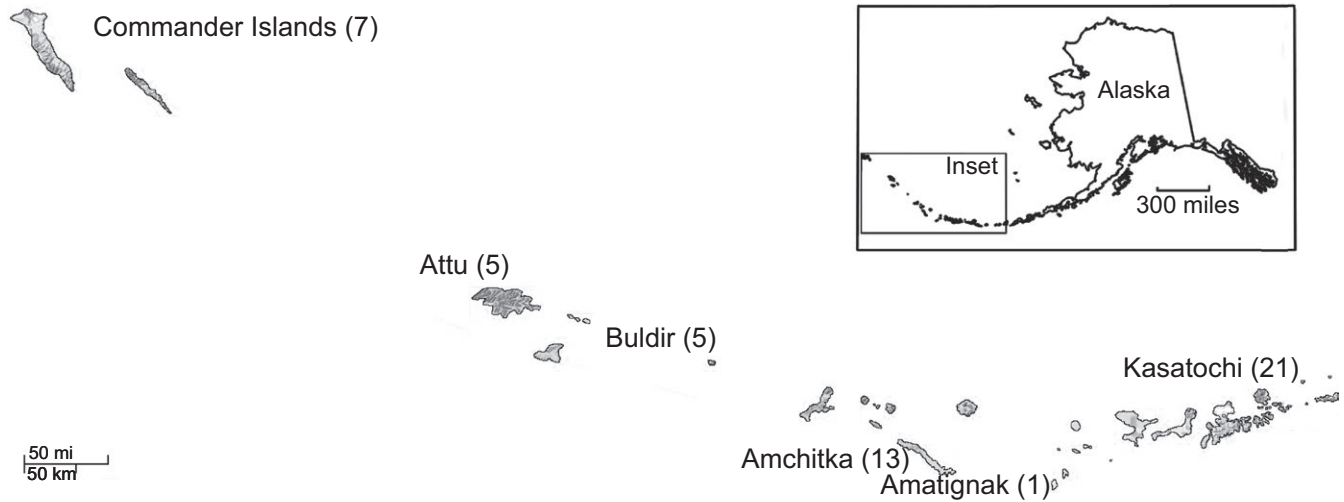 Commander Islands (7)
Alaska
Inset
300 miles
Attu (5)
Buldir (5)
Kasatochi (21)
Amchitka (13)
Amatignak (1)
50 mi
50 km